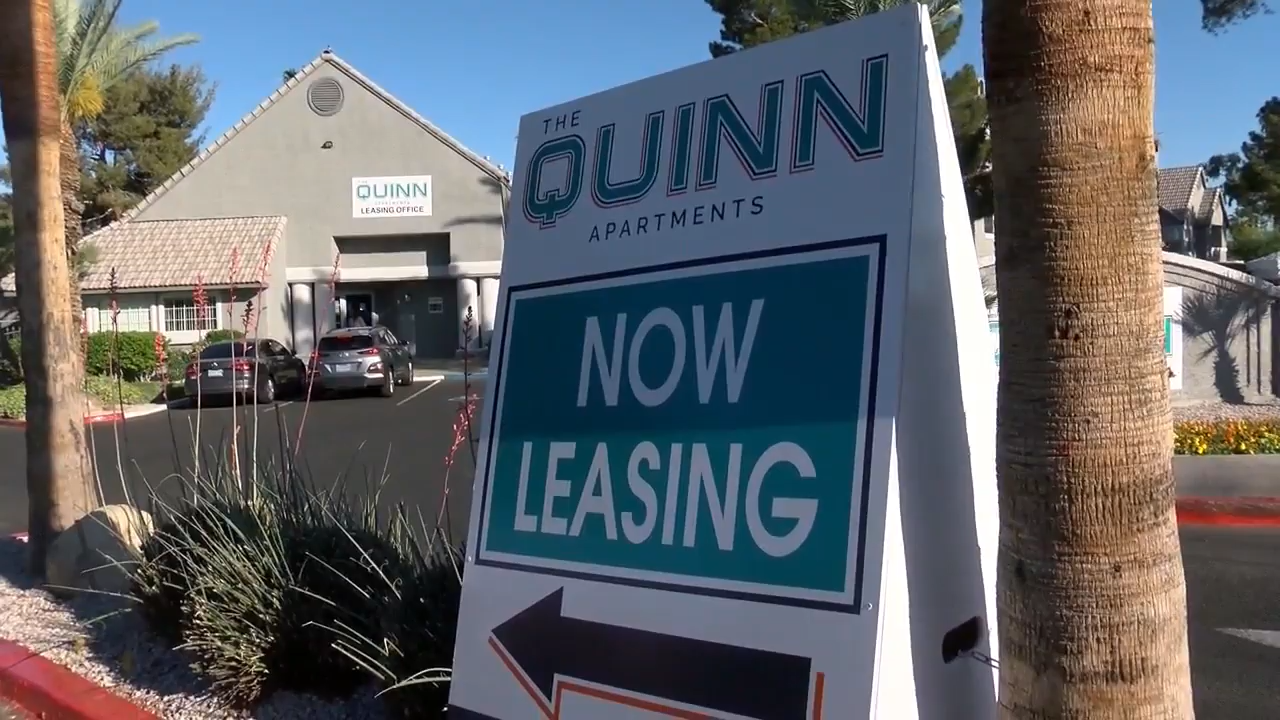 THE
QUINN
APARTMENTS
NOW
LEASING
QUINN
LEASING OFFICE